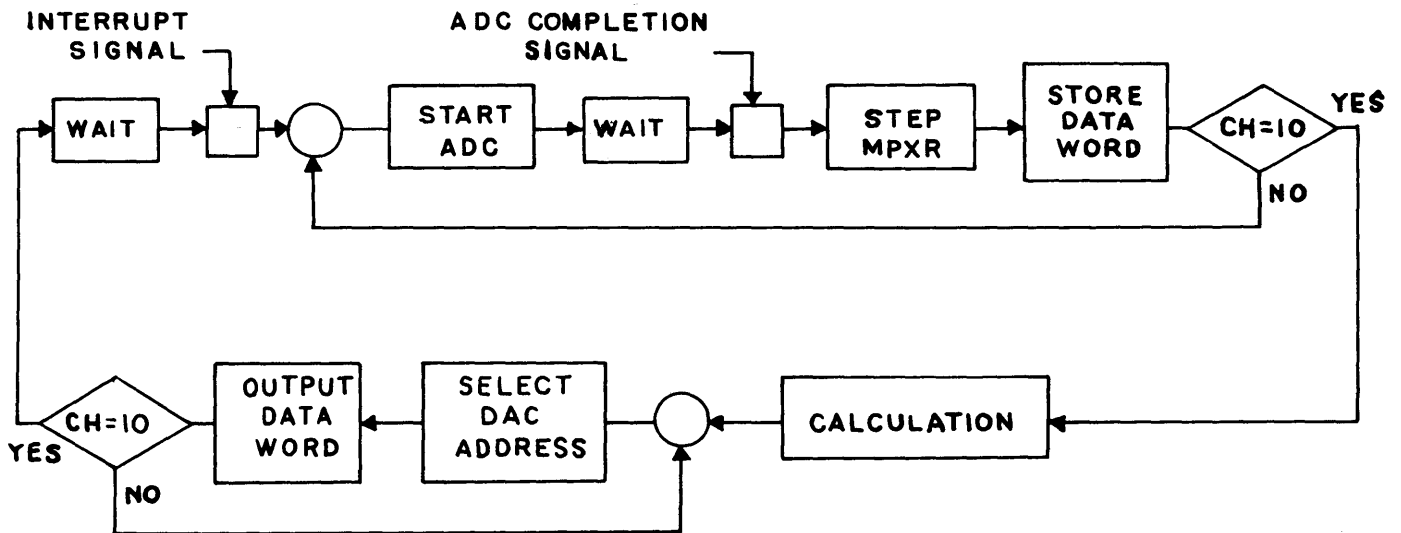 INTERRUPT
SIGNAL
ADC COMPLETION
SIGNAL
WAIT
START
ADC
WAIT
STEP
MPXR
STORE
DATA
WORD
CH=10
YES
NO
CALCULATION
SELECT
DAC
ADDRESS
OUTPUT
DATA
WORD
CH=10
YES
NO